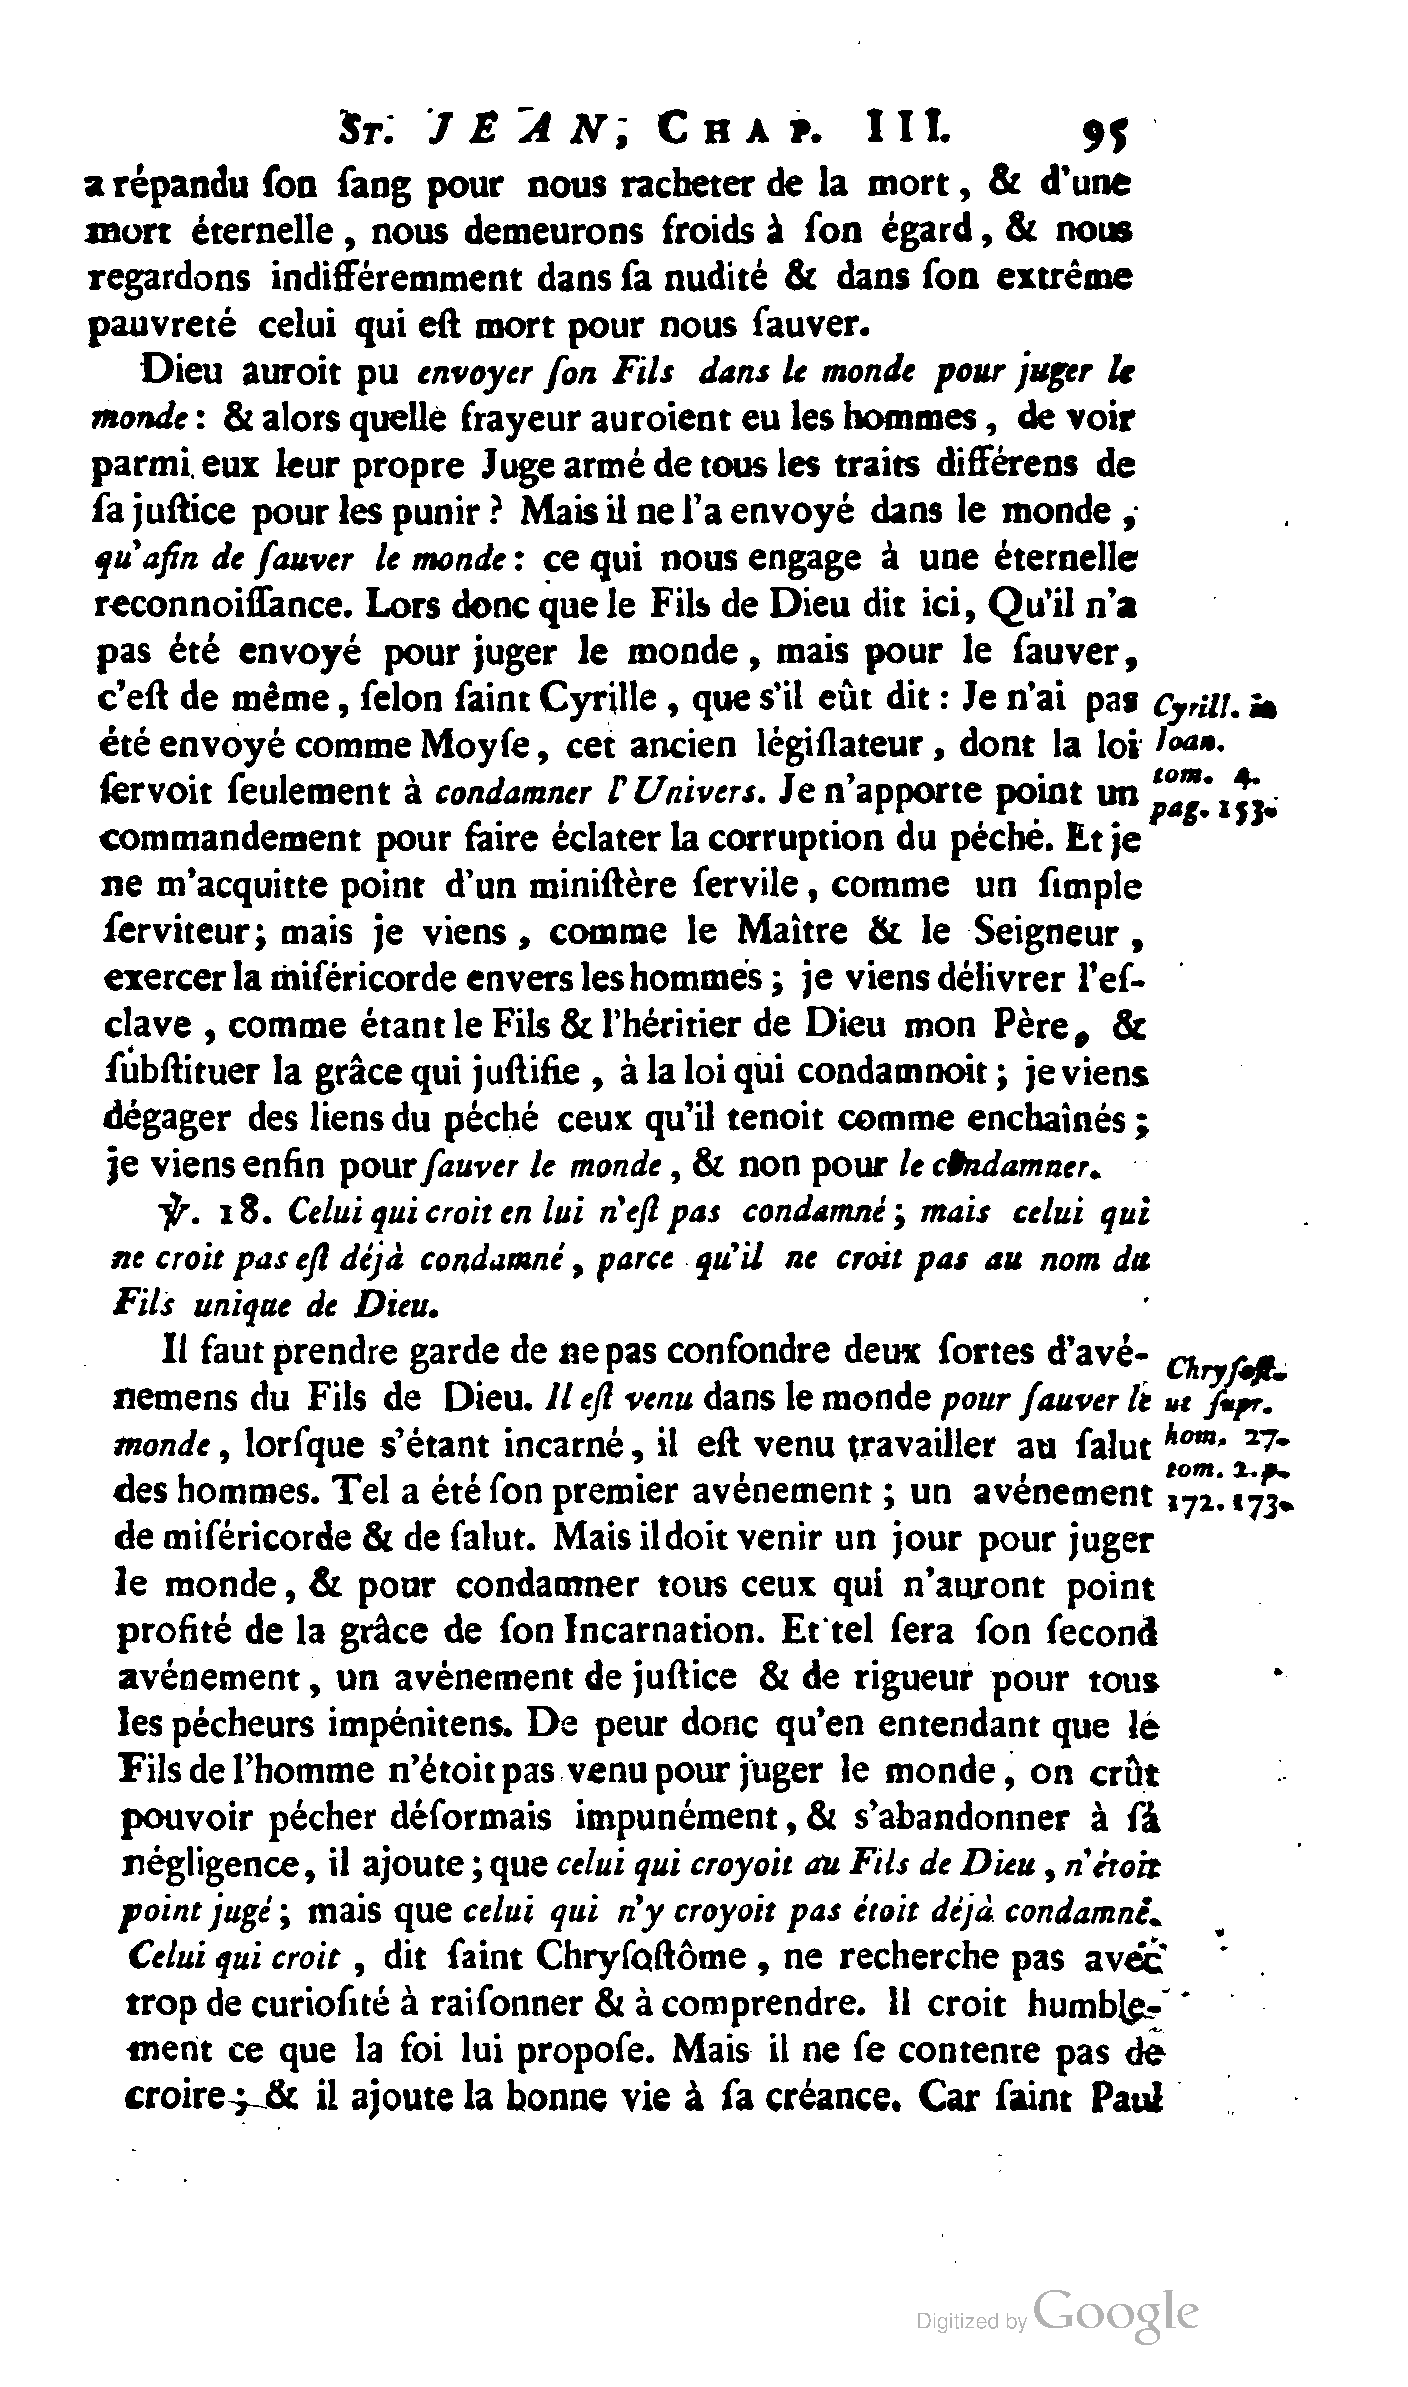 St. JEAN, CHAP. III. 95
a répandu ſon ſang pour nous racheter de la mort, & d'une
mort éternelle, nous demeurons froids à ſon égard, & nous
regardons indifféremment dans ſa nudité & dans ſon extrême
pauvreté celui qui eſt mort pour nous ſauver.
Dieu auroit pu envoyer ſon Fils dans le monde pour juger le
monde : & alors quelle frayeur auroient eu les hommes, de voir
parmi eux leur propre Juge armé de tous les traits différens de
ſa juſtice pour les punir ? Mais il ne l'a envoyé dans le monde,
qu'afin de ſauver le monde : ce qui nous engage à une éternelle
reconnoiſſance. Lors donc que le Fils de Dieu dit ici, Qu'il n'a
pas été envoyé pour juger le monde, mais pour le ſauver,
c'eſt de même, ſelon ſaint Cyrille, que s'il eût dit : Je n'ai pas
été envoyé comme Moyſe, cet ancien légiſlateur, dont la loi
ſervoit ſeulement à condamner l'Univers. Je n'apporte point un
commandement pour faire éclater la corruption du péché. Et je
ne m'acquitte point d'un miniſtère ſervile, comme un ſimple
ſerviteur; mais je viens, comme le Maître & le Seigneur,
exercer la miſéricorde envers les hommes ; je viens délivrer l'eſ-
clave, comme étant le Fils & l'héritier de Dieu mon Père, &
ſubſtituer la grâce qui juſtifie, à la loi qui condamnoit ; je viens
dégager des liens du péché ceux qu'il tenoit comme enchaînés ;
je viens enfin pour ſauver le monde, & non pour le condamner.
Cyrill. in
Joan.
tom. 4.
pag. 153.
℣. 18. Celui qui croit en lui n'eſt pas condamné ; mais celui qui
ne croit pas eſt déjà condamné, parce qu'il ne croit pas au nom du
Fils unique de Dieu.
Il faut prendre garde de ne pas confondre deux ſortes d'avé-
nemens du Fils de Dieu. Il eſt venu dans le monde pour ſauver le
monde, lorſque s'étant incarné, il eſt venu travailler au ſalut
des hommes. Tel a été ſon premier avénement ; un avénement
de miſéricorde & de ſalut. Mais il doit venir un jour pour juger
le monde, & pour condamner tous ceux qui n'auront point
profité de la grâce de ſon Incarnation. Et tel ſera ſon ſecond
avénement, un avénement de juſtice & de rigueur pour tous
les pécheurs impénitens. De peur donc qu'en entendant que le
Fils de l'homme n'étoit pas venu pour juger le monde, on crût
pouvoir pécher déſormais impunément, & s'abandonner à ſa
négligence, il ajoute ; que celui qui croyoit au Fils de Dieu, n'étoit
point jugé ; mais que celui qui n'y croyoit pas étoit déjà condamné.
Celui qui croit, dit ſaint Chryſoſtôme, ne recherche pas avec
trop de curioſité à raiſonner & à comprendre. Il croit humble-
ment ce que la foi lui propoſe. Mais il ne ſe contente pas de
croire ; & il ajoute la bonne vie à ſa créance. Car ſaint Paul
Chryſoſt.
ut ſupr.
hom. 27.
tom. 2. p.
172. 173.
Digitized by Google